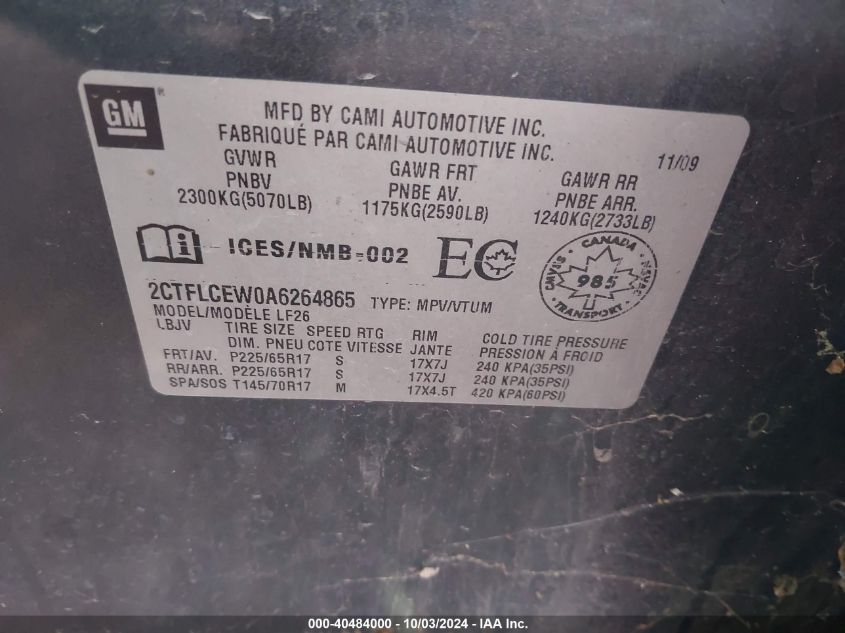 GM
MFD BY CAMI AUTOMOTIVE INC.
FABRIQUÉ PAR CAMI AUTOMOTIVE INC.
11/09
GVWR GAWR FRT GAWR RR
PNBV PNBE AV. PNBE ARR.
2300KG(5070LB) 1175KG(2590LB) 1240KG(2733LB)
i ICES/NMB-002 EC
CANADA
985
TRANSPORT
2CTFLCEW0A6264865 TYPE: MPV/VTUM
MODEL/MODÈLE LF26
LBJV TIRE SIZE SPEED RTG RIM COLD TIRE PRESSURE
DIM. PNEU COTE VITESSE JANTE PRESSION À FROID
FRT/AV. P225/65R17 S 17X7J 240 KPA(35PSI)
RR/ARR. P225/65R17 S 17X7J 240 KPA(35PSI)
SPA/SOS T145/70R17 M 17X4.5T 420 KPA(60PSI)
000-40484000 - 10/03/2024 - IAA Inc.